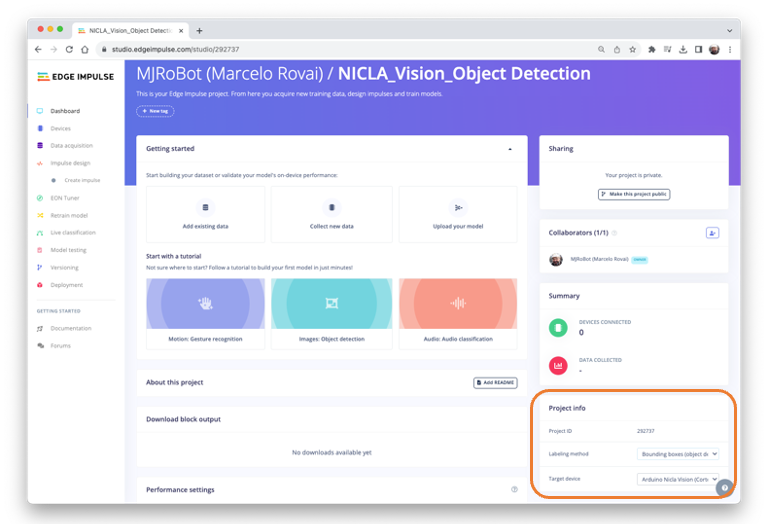 NICLA_Vision_Object Detecti
studio.edgeimpulse.com/studio/292737
EDGE IMPULSE
MJRoBot (Marcelo Rovai) / NICLA_Vision_Object Detection
This is your Edge Impulse project. From here you acquire new training data, design impulses and train models.
+ New tag
Dashboard
Devices
Data acquisition
Impulse design
Create impulse
EON Tuner
Retrain model
Live classification
Model testing
Versioning
Deployment
GETTING STARTED
Documentation
Forums
Getting started
Start building your dataset or validate your model's on-device performance:
Add existing data
Collect new data
Upload your model
Start with a tutorial
Not sure where to start? Follow a tutorial to build your first model in just minutes!
Motion: Gesture recognition
Images: Object detection
Audio: Audio classification
About this project
Add README
Download block output
No downloads available yet
Performance settings
Sharing
Your project is private.
Make this project public
Collaborators (1/1)
MJRoBot (Marcelo Rovai)
Summary
DEVICES CONNECTED
0
DATA COLLECTED
-
Project info
Project ID 292737
Labeling method Bounding boxes (object de
Target device Arduino Nicla Vision (Cort